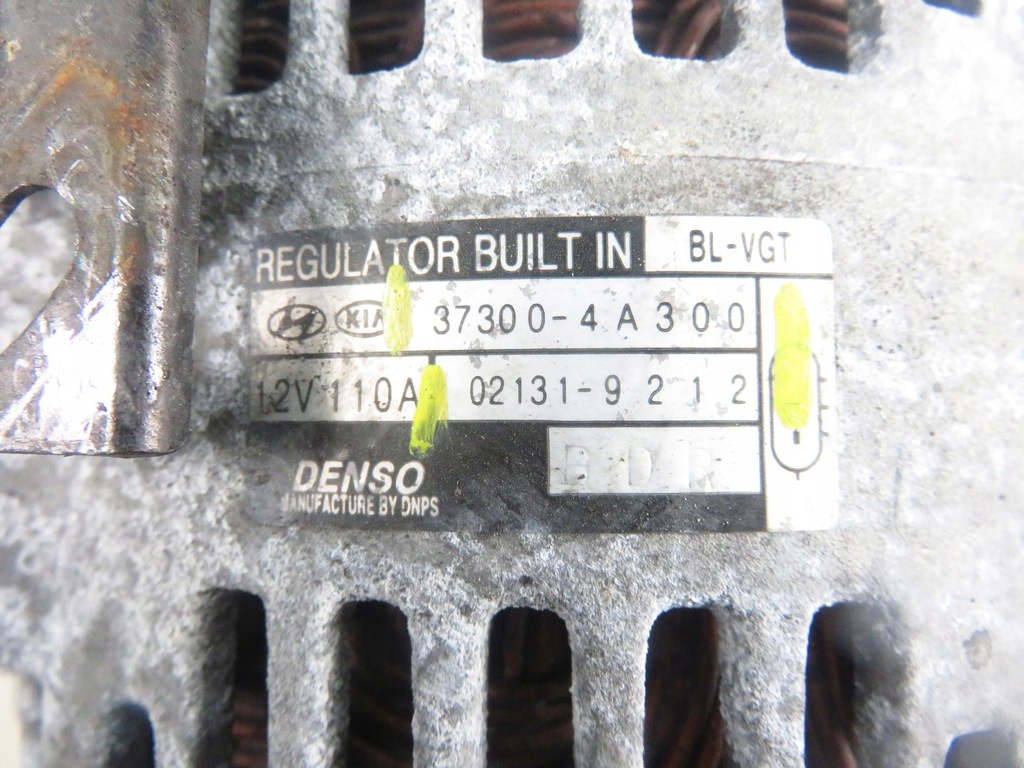 REGULATOR BUILT IN BL-VGT
KIA 37300-4A300
12V 110A 02131-9212
DENSO
MANUFACTURE BY DNPS